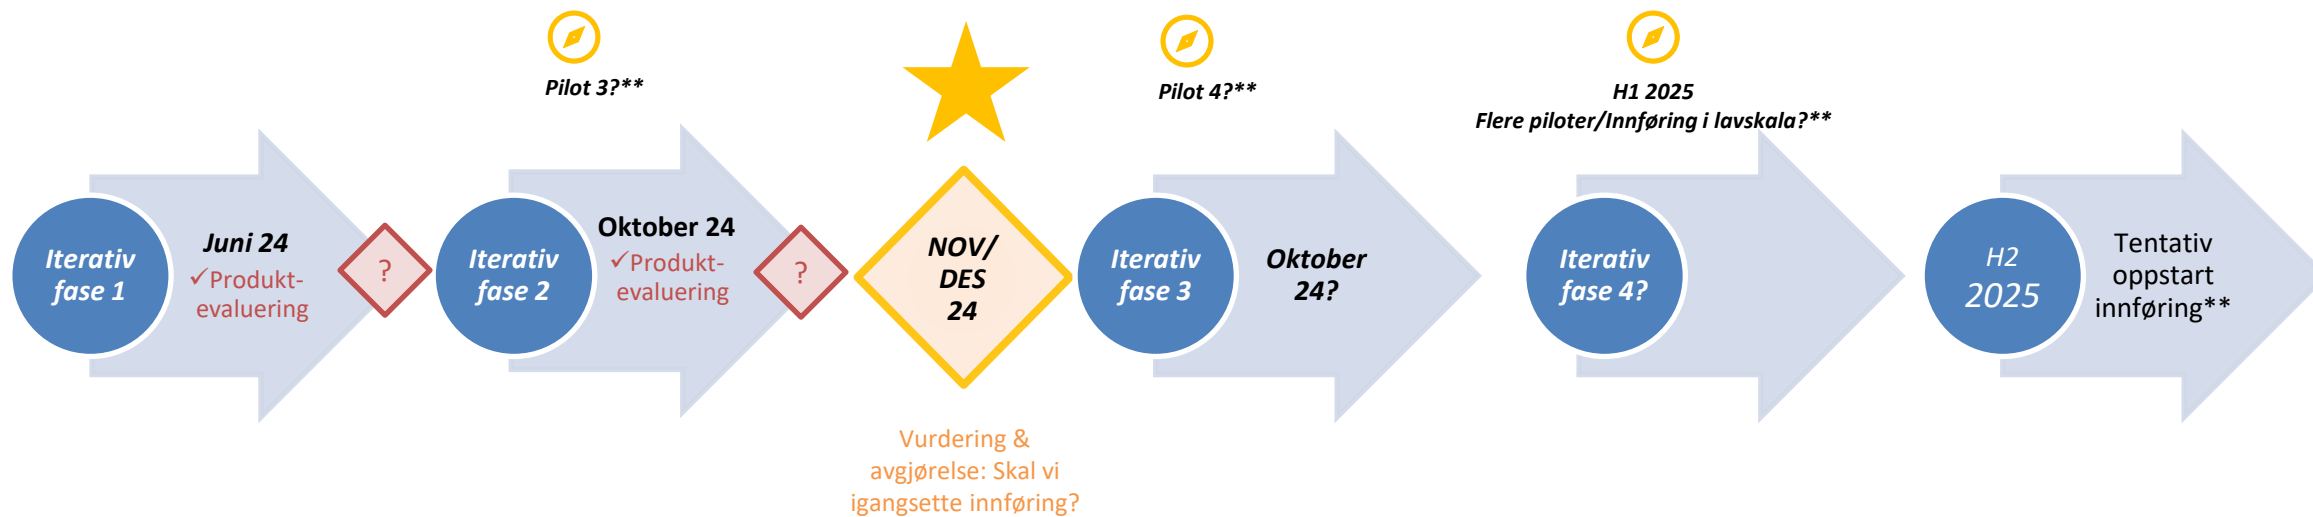 Pilot 3?**
Pilot 4?**
H1 2025
Flere piloter/Innføring i lavskala?**
Iterativ
fase 1
Juni 24
✓Produkt-
evaluering
?
Iterativ
fase 2
Oktober 24
✓Produkt-
evaluering
?
NOV/
DES
24
Vurdering &
avgjørelse: Skal vi
igangsette innføring?
Iterativ
fase 3
Oktober
24?
Iterativ
fase 4?
H2
2025
Tentativ
oppstart
innføring**